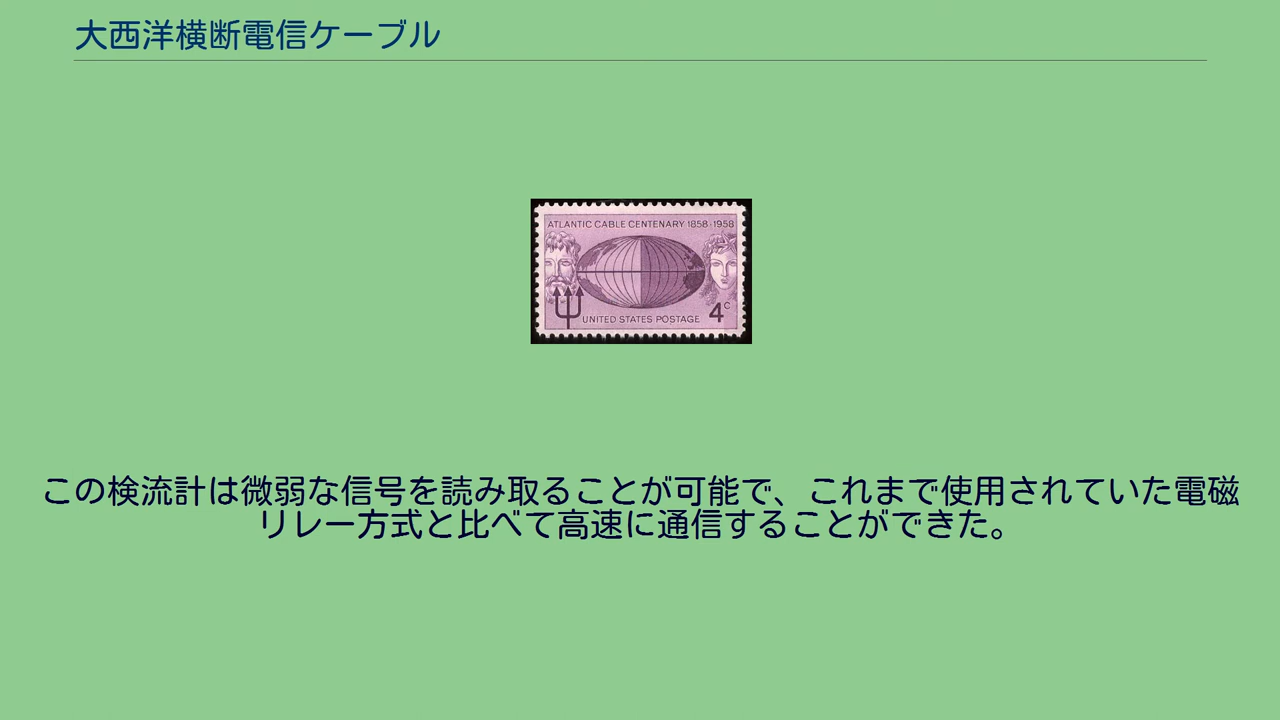 大西洋横断電信ケーブル
ATLANTIC CABLE CENTENARY 1858-1958
UNITED STATES POSTAGE 4c
この検流計は微弱な信号を読み取ることが可能で、これまで使用されていた電磁
リレー方式と比べて高速に通信することができた。